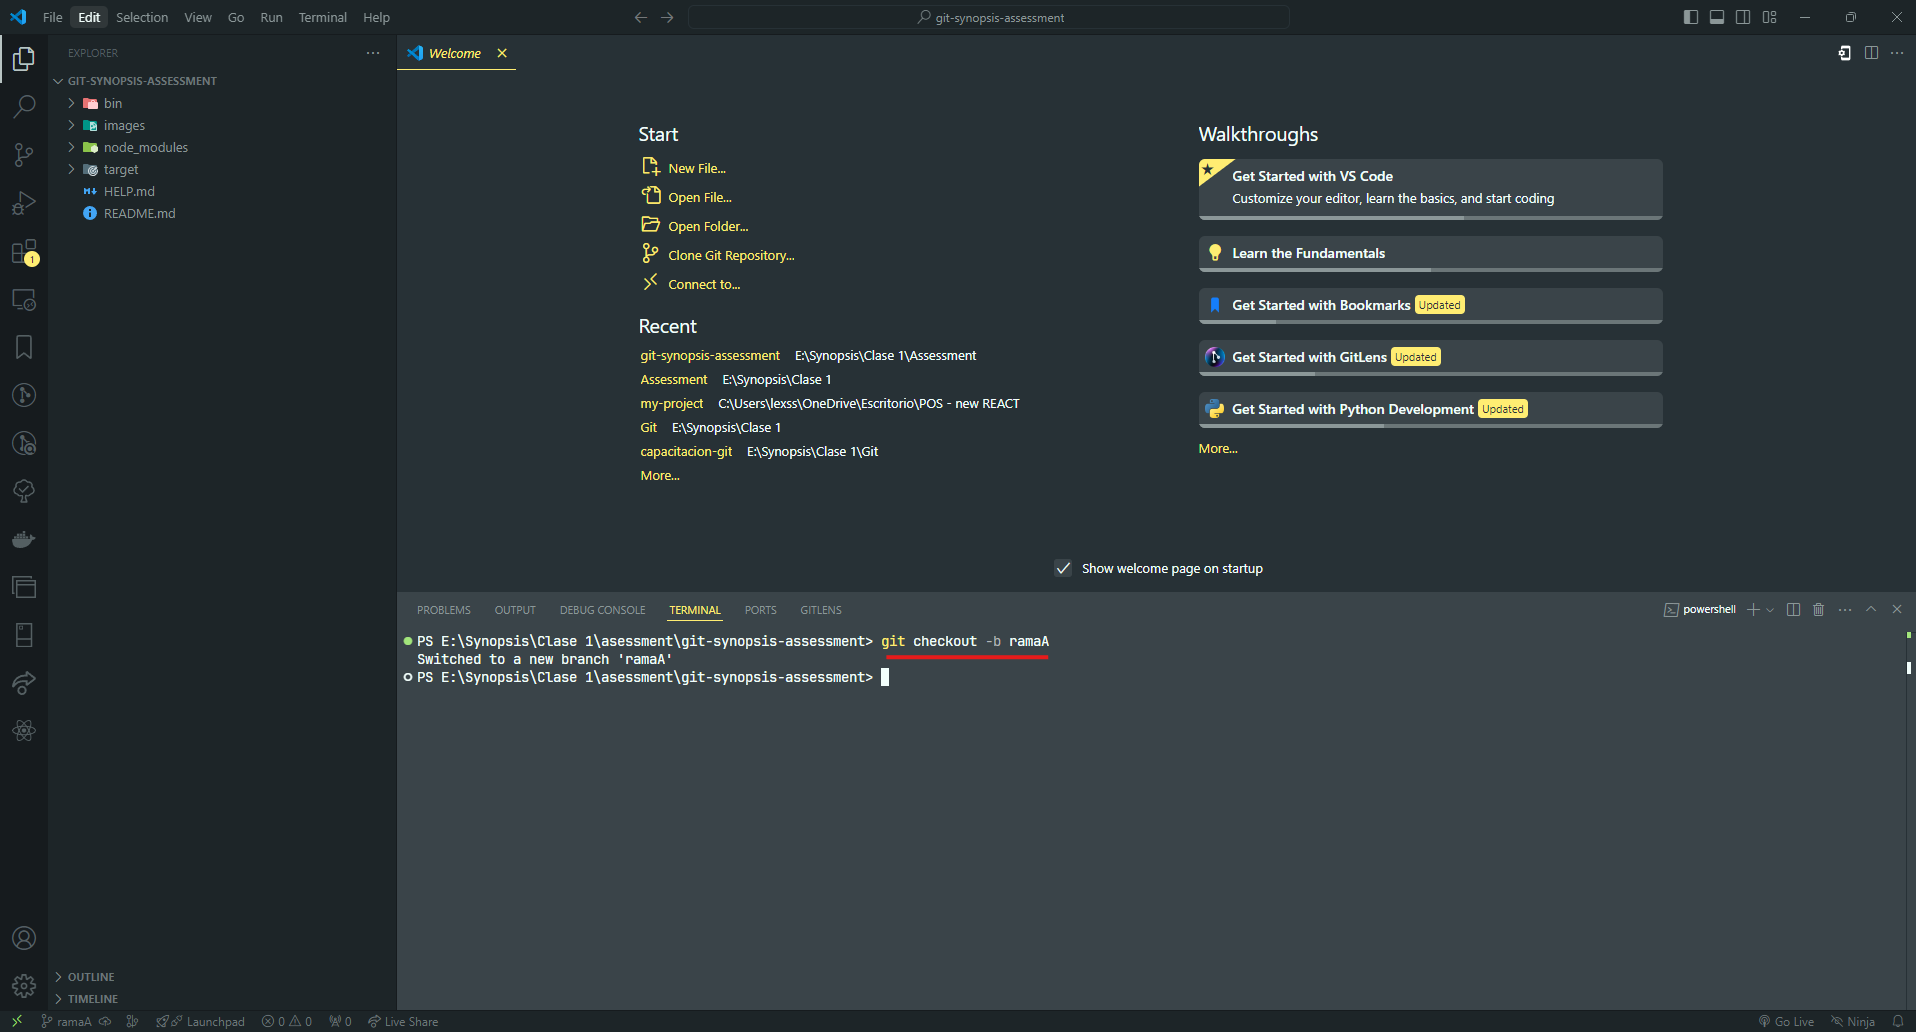 File Edit Selection View Go Run Terminal Help
git-synopsis-assessment
EXPLORER
GIT-SYNOPSIS-ASSESSMENT
bin
images
node_modules
target
HELP.md
README.md
OUTLINE
TIMELINE
1
Welcome
Start
New File...
Open File...
Open Folder...
Clone Git Repository...
Connect to...
Recent
git-synopsis-assessment E:\Synopsis\Clase 1\Assessment
Assessment E:\Synopsis\Clase 1
my-project C:\Users\lexss\OneDrive\Escritorio\POS - new REACT
Git E:\Synopsis\Clase 1
capacitacion-git E:\Synopsis\Clase 1\Git
More...
Walkthroughs
Get Started with VS Code
Customize your editor, learn the basics, and start coding
Learn the Fundamentals
Get Started with Bookmarks Updated
Get Started with GitLens Updated
Get Started with Python Development Updated
More...
Show welcome page on startup
PROBLEMS OUTPUT DEBUG CONSOLE TERMINAL PORTS GITLENS
powershell
PS E:\Synopsis\Clase 1\asessment\git-synopsis-assessment> git checkout -b ramaA
Switched to a new branch 'ramaA'
PS E:\Synopsis\Clase 1\asessment\git-synopsis-assessment>
ramaA Launchpad 0 0 0 Live Share Go Live Ninja